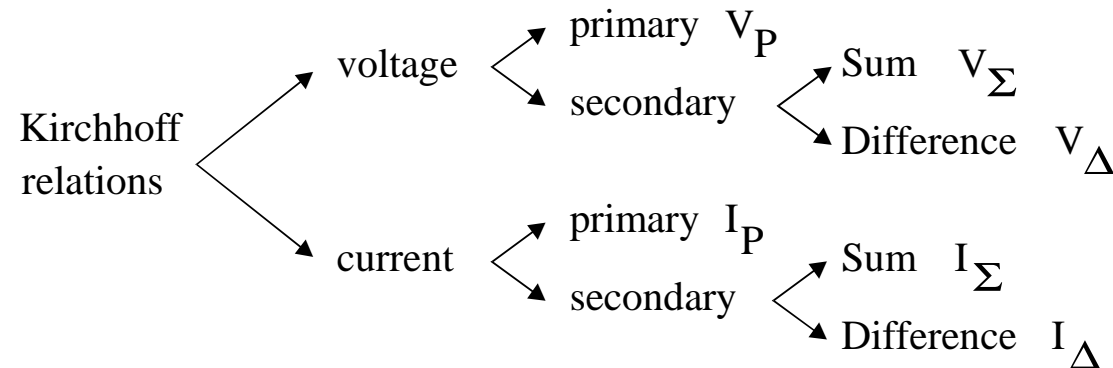 Kirchhoff
relations
voltage
primary V_P
secondary
Sum V_Σ
Difference V_Δ
current
primary I_P
secondary
Sum I_Σ
Difference I_Δ